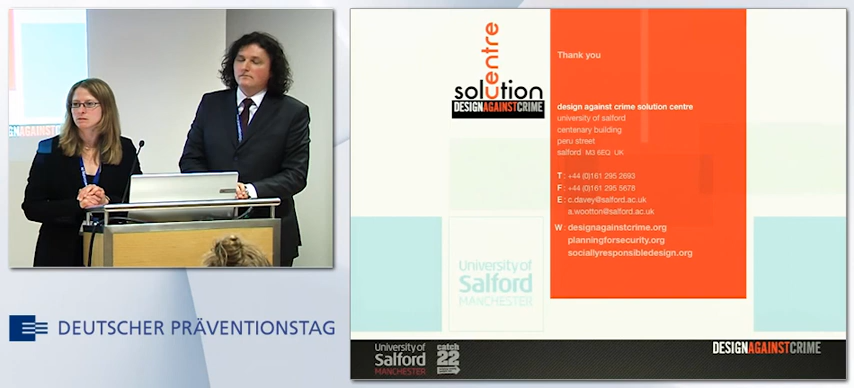 GNAGAINSTCRIME
DEUTSCHER PRÄVENTIONSTAG
solution
centre
DESIGNAGAINSTCRIME
Thank you
design against crime solution centre
university of salford
centenary building
peru street
salford M3 6EQ UK
T: +44 (0)161 295 2693
F: +44 (0)161 295 5678
E: c.davey@salford.ac.uk
a.wootton@salford.ac.uk
W: designagainstcrime.org
planningforsecurity.org
sociallyresponsibledesign.org
University of
Salford
MANCHESTER
University of
Salford
MANCHESTER
catch
22
DESIGNAGAINSTCRIME